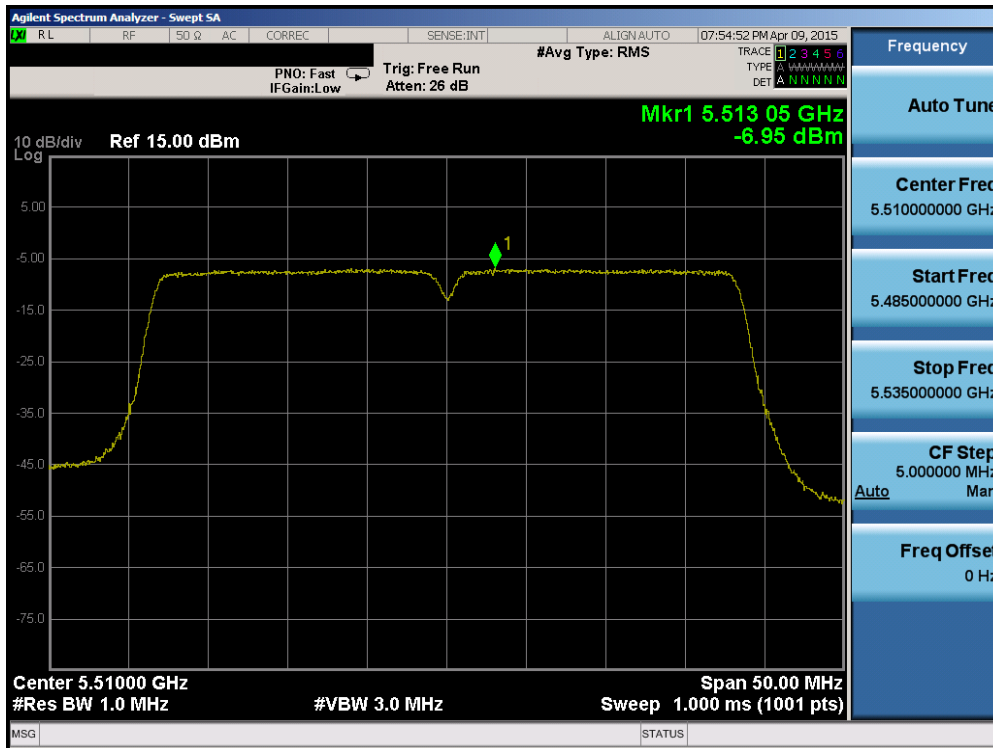 Agilent Spectrum Analyzer - Swept SA
LXI RL RF 50 Ω AC CORREC SENSE:INT ALIGN AUTO 07:54:52 PM Apr 09, 2015
#Avg Type: RMS TRACE 1 2 3 4 5 6
PNO: Fast Trig: Free Run TYPE A WWWWW
IFGain:Low Atten: 26 dB DET A N N N N N
Mkr1 5.513 05 GHz
10 dB/div Ref 15.00 dBm -6.95 dBm
Log
5.00
1
-5.00
-15.0
-25.0
-35.0
-45.0
-55.0
-65.0
-75.0
Center 5.51000 GHz Span 50.00 MHz
#Res BW 1.0 MHz #VBW 3.0 MHz Sweep 1.000 ms (1001 pts)
MSG STATUS
Frequency
Auto Tune
Center Freq
5.510000000 GHz
Start Freq
5.485000000 GHz
Stop Freq
5.535000000 GHz
CF Step
5.000000 MHz
Auto Man
Freq Offset
0 Hz